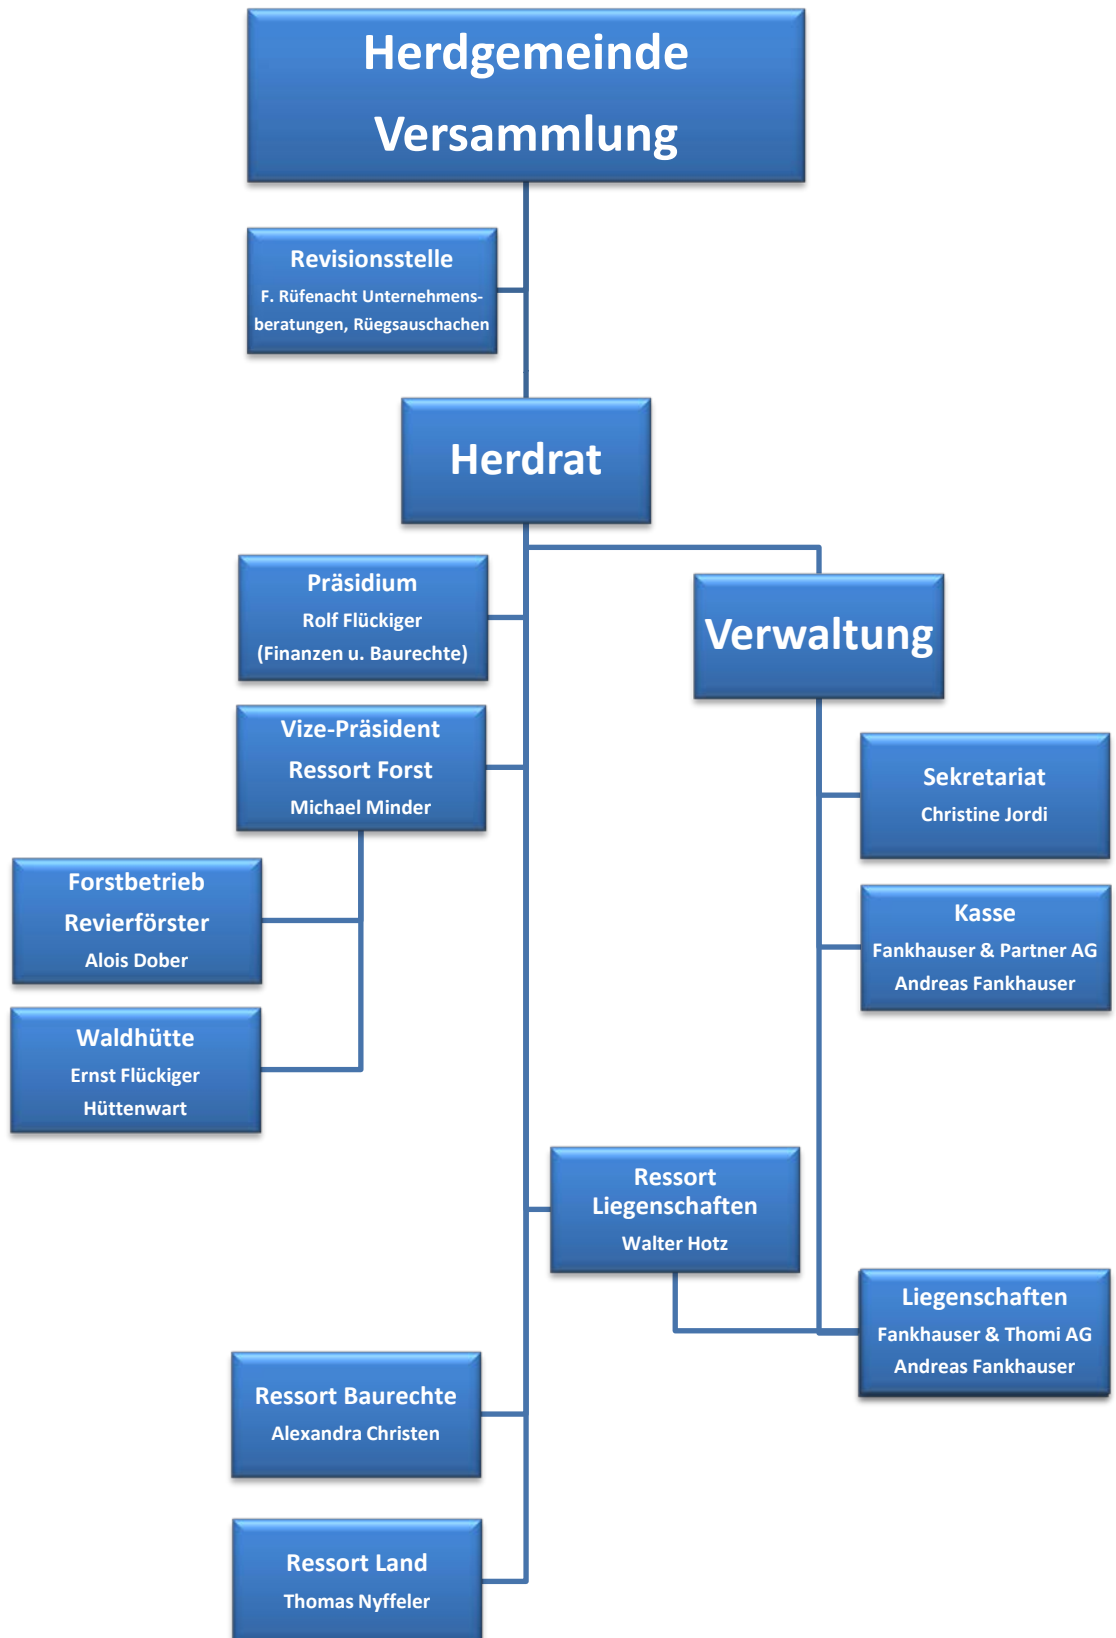 Herdgemeinde
Versammlung
Revisionsstelle
F. Rüfenacht Unternehmens-
beratungen, Rüegsauschachen
Herdrat
Präsidium
Rolf Flückiger
(Finanzen u. Baurechte)
Verwaltung
Vize-Präsident
Ressort Forst
Michael Minder
Sekretariat
Christine Jordi
Forstbetrieb
Revierförster
Alois Dober
Kasse
Fankhauser & Partner AG
Andreas Fankhauser
Waldhütte
Ernst Flückiger
Hüttenwart
Ressort
Liegenschaften
Walter Hotz
Liegenschaften
Fankhauser & Thomi AG
Andreas Fankhauser
Ressort Baurechte
Alexandra Christen
Ressort Land
Thomas Nyffeler